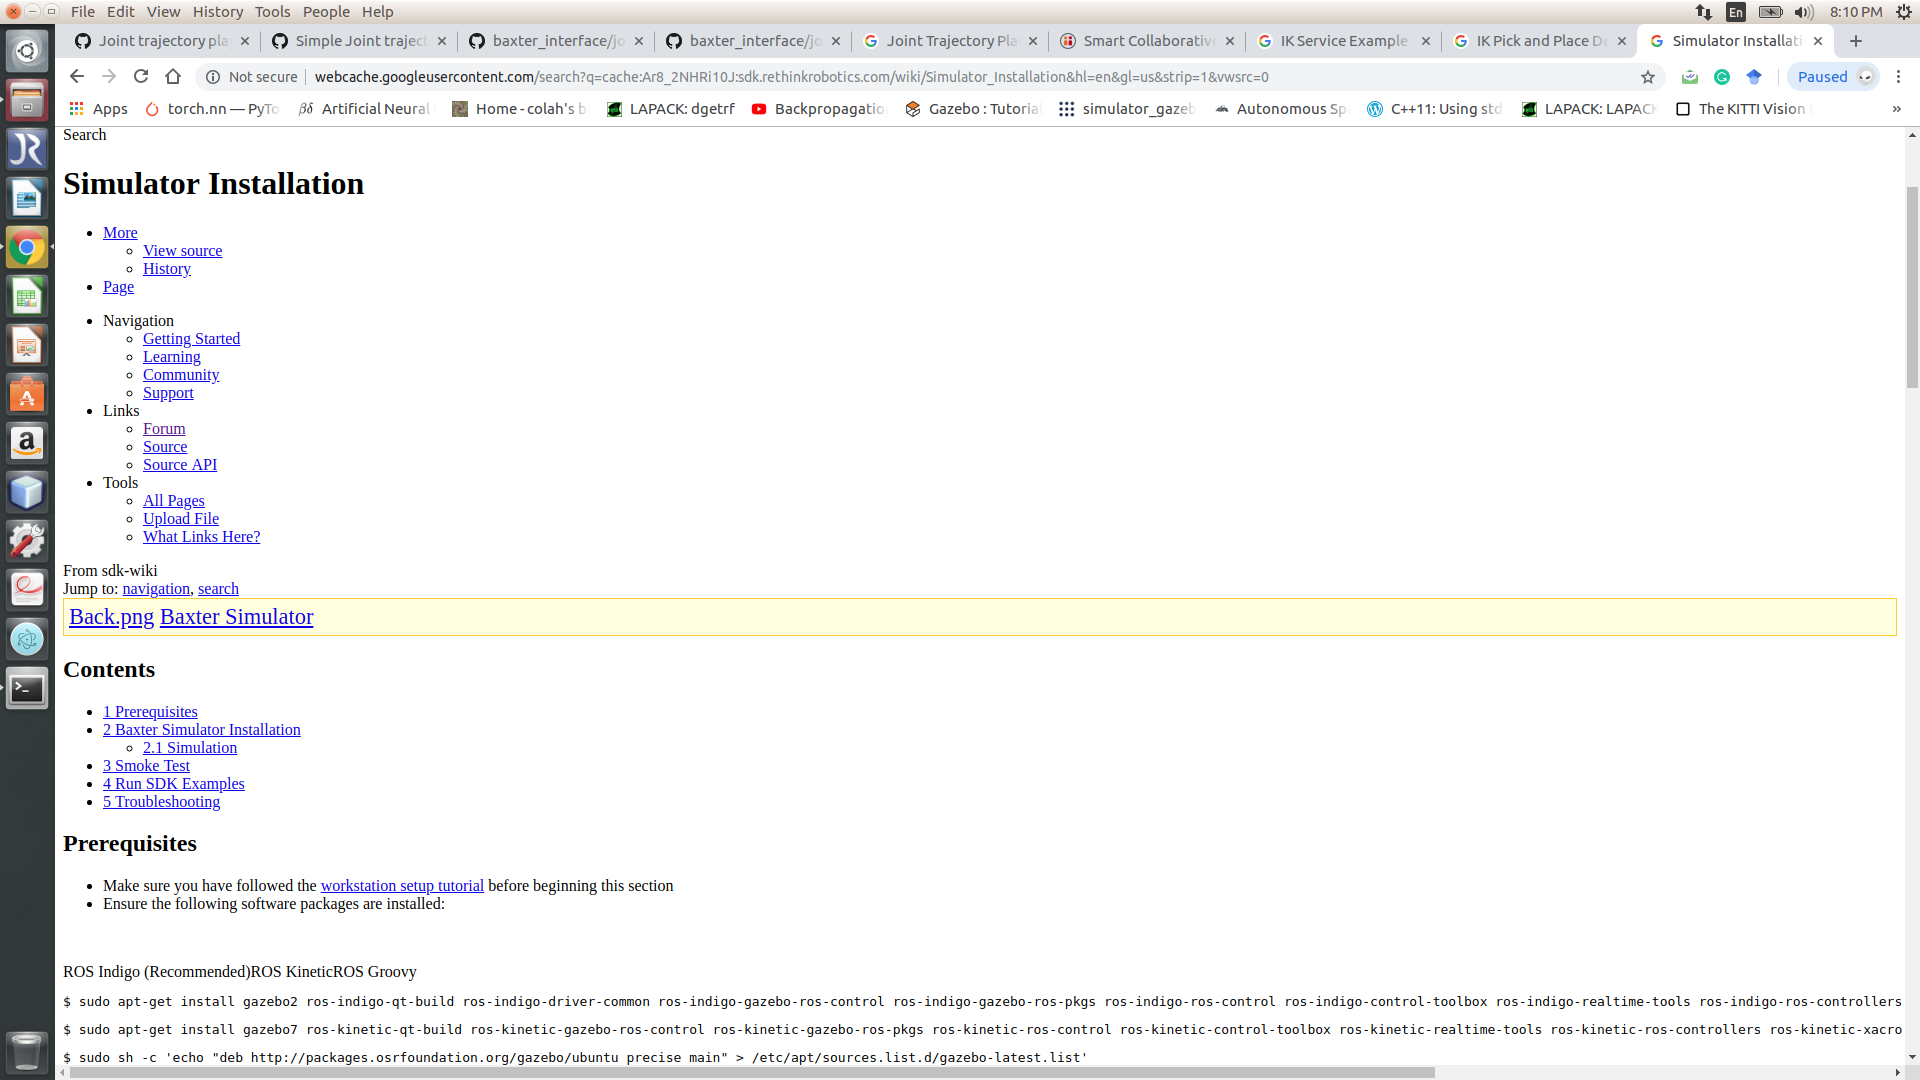 File Edit View History Tools People Help
En 8:10 PM
Joint trajectory pla
Simple Joint traject
baxter_interface/jo
baxter_interface/jo
Joint Trajectory Pla
Smart Collaborative
IK Service Example
IK Pick and Place De
Simulator Installati
Not secure webcache.googleusercontent.com/search?q=cache:Ar8_2NHRi10J:sdk.rethinkrobotics.com/wiki/Simulator_Installation&hl=en&gl=us&strip=1&vwsrc=0
Paused
Apps
torch.nn — PyTo
Artificial Neural
Home - colah's b
LAPACK: dgetrf
Backpropagatio
Gazebo : Tutoria
simulator_gazeb
Autonomous Sp
C++11: Using std
LAPACK: LAPACK
The KITTI Vision
»
Search
Simulator Installation
More
View source
History
Page
Navigation
Getting Started
Learning
Community
Support
Links
Forum
Source
Source API
Tools
All Pages
Upload File
What Links Here?
From sdk-wiki
Jump to: navigation, search
Back.png Baxter Simulator
Contents
1 Prerequisites
2 Baxter Simulator Installation
2.1 Simulation
3 Smoke Test
4 Run SDK Examples
5 Troubleshooting
Prerequisites
Make sure you have followed the workstation setup tutorial before beginning this section
Ensure the following software packages are installed:
ROS Indigo (Recommended)ROS KineticROS Groovy
$ sudo apt-get install gazebo2 ros-indigo-qt-build ros-indigo-driver-common ros-indigo-gazebo-ros-control ros-indigo-gazebo-ros-pkgs ros-indigo-ros-control ros-indigo-control-toolbox ros-indigo-realtime-tools ros-indigo-ros-controllers
$ sudo apt-get install gazebo7 ros-kinetic-qt-build ros-kinetic-gazebo-ros-control ros-kinetic-gazebo-ros-pkgs ros-kinetic-ros-control ros-kinetic-control-toolbox ros-kinetic-realtime-tools ros-kinetic-ros-controllers ros-kinetic-xacro
$ sudo sh -c 'echo "deb http://packages.osrfoundation.org/gazebo/ubuntu precise main" > /etc/apt/sources.list.d/gazebo-latest.list'